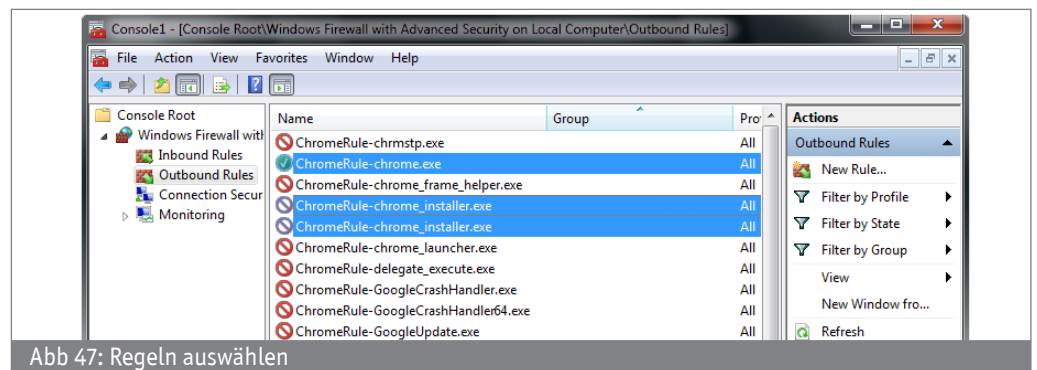 Console1 - [Console Root\Windows Firewall with Advanced Security on Local Computer\Outbound Rules]
File Action View Favorites Window Help
Console Root
Windows Firewall with
Inbound Rules
Outbound Rules
Connection Secur
Monitoring
Name Group Pro
ChromeRule-chrmstp.exe All
ChromeRule-chrome.exe All
ChromeRule-chrome_frame_helper.exe All
ChromeRule-chrome_installer.exe All
ChromeRule-chrome_installer.exe All
ChromeRule-chrome_launcher.exe All
ChromeRule-delegate_execute.exe All
ChromeRule-GoogleCrashHandler.exe All
ChromeRule-GoogleCrashHandler64.exe All
ChromeRule-GoogleUpdate.exe All
Actions
Outbound Rules
New Rule...
Filter by Profile
Filter by State
Filter by Group
View
New Window fro...
Refresh
Abb 47: Regeln auswählen